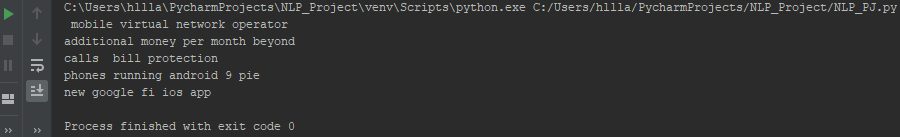 C:\Users\hllla\PycharmProjects\NLP_Project\venv\Scripts\python.exe C:/Users/hllla/PycharmProjects/NLP_Project/NLP_PJ.py
mobile virtual network operator
additional money per month beyond
calls  bill protection
phones running android 9 pie
new google fi ios app
Process finished with exit code 0